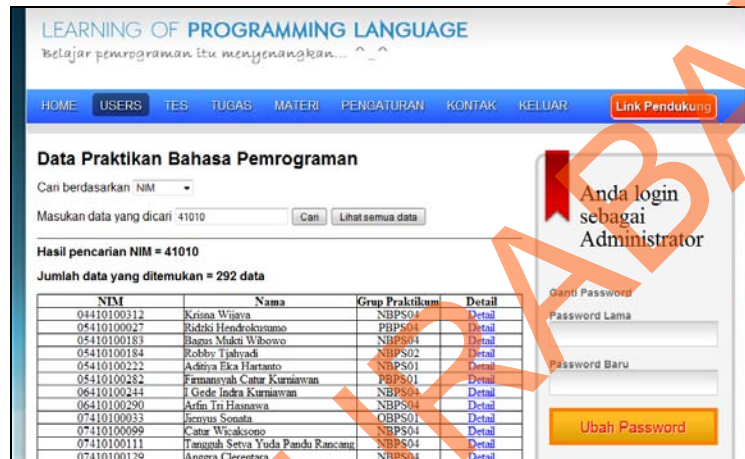 LEARNING OF PROGRAMMING LANGUAGE
Belajar pemrograman itu menyenangkan... ^_^
HOME USERS TES TUGAS MATERI PENGATURAN KONTAK KELUAR Link Pendukung
Data Praktikan Bahasa Pemrograman
Cari berdasarkan NIM
Masukan data yang dicari 41010 Cari Lihat semua data
Hasil pencarian NIM = 41010
Jumlah data yang ditemukan = 292 data
NIM Nama Grup Praktikum Detail
04410100312 Krisna Wijaya NBPS04 Detail
05410100027 Ridzki Hendrokusumo PBPS04 Detail
05410100183 Bagus Mukti Wibowo NBPS04 Detail
05410100184 Robby Tjahyadi NBPS02 Detail
05410100222 Aditiya Eka Hartanto NBPS01 Detail
05410100282 Firmansyah Catur Kurniawan PBPS01 Detail
06410100244 I Gede Indra Kurniawan NBPS04 Detail
06410100290 Arfin Tri Hasnawa NBPS04 Detail
07410100033 Jienyus Sonata OBPS01 Detail
07410100099 Catur Wicaksono NBPS04 Detail
07410100111 Tangguh Setya Yuda Pandu Rancang NBPS04 Detail
07410100129 Anggra Clerentara NBPS04 Detail
Anda login
sebagai
Administrator
Ganti Password
Password Lama
Password Baru
Ubah Password